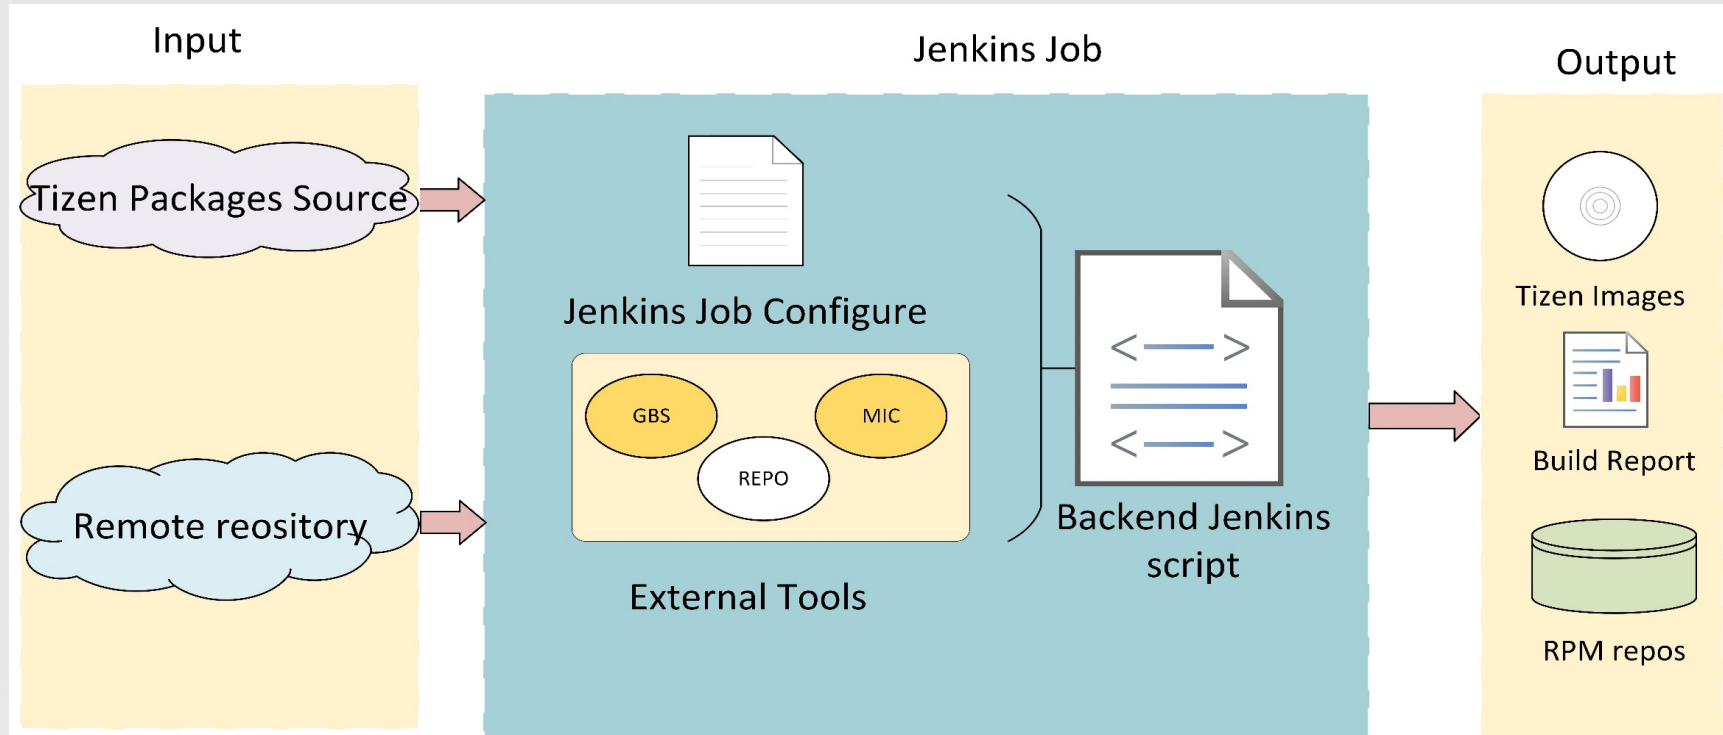 Input
Jenkins Job
Output
Tizen Packages Source
Remote reository
Jenkins Job Configure
GBS
MIC
REPO
External Tools
Backend Jenkins
script
Tizen Images
Build Report
RPM repos